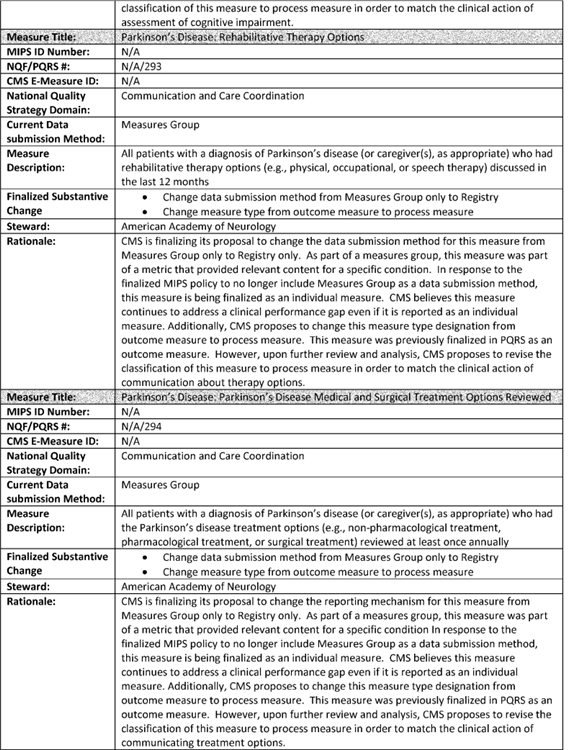 classification of this measure to process measure in order to match the clinical action of
assessment of cognitive impairment.
Measure Title: Parkinson's Disease: Rehabilitative Therapy Options
MIPS ID Number: N/A
NQF/PQRS #: N/A/293
CMS E-Measure ID: N/A
National Quality Communication and Care Coordination
Strategy Domain:
Current Data Measures Group
submission Method:
Measure All patients with a diagnosis of Parkinson's disease (or caregiver(s), as appropriate) who had
Description: rehabilitative therapy options (e.g., physical, occupational, or speech therapy) discussed in
the last 12 months
Finalized Substantive • Change data submission method from Measures Group only to Registry
Change • Change measure type from outcome measure to process measure
Steward: American Academy of Neurology
Rationale: CMS is finalizing its proposal to change the data submission method for this measure from
Measures Group only to Registry only. As part of a measures group, this measure was part
of a metric that provided relevant content for a specific condition. In response to the
finalized MIPS policy to no longer include Measures Group as a data submission method,
this measure is being finalized as an individual measure. CMS believes this measure
continues to address a clinical performance gap even if it is reported as an individual
measure. Additionally, CMS proposes to change this measure type designation from
outcome measure to process measure. This measure was previously finalized in PQRS as an
outcome measure. However, upon further review and analysis, CMS proposes to revise the
classification of this measure to process measure in order to match the clinical action of
communication about therapy options.
Measure Title: Parkinson's Disease: Parkinson's Disease Medical and Surgical Treatment Options Reviewed
MIPS ID Number: N/A
NQF/PQRS #: N/A/294
CMS E-Measure ID: N/A
National Quality Communication and Care Coordination
Strategy Domain:
Current Data Measures Group
submission Method:
Measure All patients with a diagnosis of Parkinson's disease (or caregiver(s), as appropriate) who had
Description: the Parkinson's disease treatment options (e.g., non-pharmacological treatment,
pharmacological treatment, or surgical treatment) reviewed at least once annually
Finalized Substantive • Change data submission method from Measures Group only to Registry
Change • Change measure type from outcome measure to process measure
Steward: American Academy of Neurology
Rationale: CMS is finalizing its proposal to change the reporting mechanism for this measure from
Measures Group only to Registry only. As part of a measures group, this measure was part
of a metric that provided relevant content for a specific condition In response to the
finalized MIPS policy to no longer include Measures Group as a data submission method,
this measure is being finalized as an individual measure. CMS believes this measure
continues to address a clinical performance gap even if it is reported as an individual
measure. Additionally, CMS proposes to change this measure type designation from
outcome measure to process measure. This measure was previously finalized in PQRS as an
outcome measure. However, upon further review and analysis, CMS proposes to revise the
classification of this measure to process measure in order to match the clinical action of
communicating treatment options.